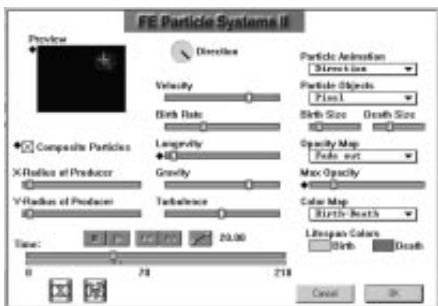 FE Particle Systems II
Preview
Direction
Particle Animation
Direction
Velocity
Particle Objects
Pixel
Birth Rate
Birth Size Death Size
Composite Particles
Longevity
Opacity Map
Fade out
X-Radius of Producer
Gravity
Max Opacity
Y-Radius of Producer
Turbulence
Color Map
Birth-Death
Lifespan Colors
Birth Death
Time:
20.00
0 70 210
Cancel OK